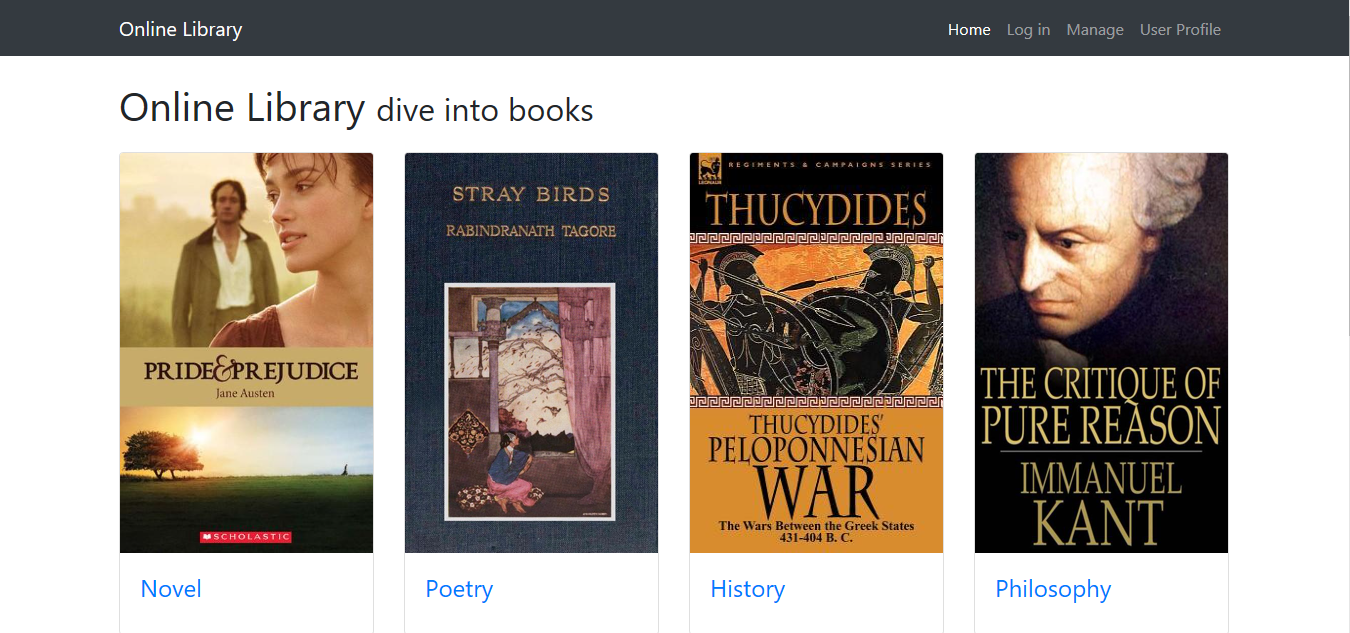 Online Library
Home Log in Manage User Profile
Online Library dive into books
PRIDE & PREJUDICE
Jane Austen
SCHOLASTIC
Novel
STRAY BIRDS
RABINDRANATH TAGORE
Poetry
LEONAUR
REGIMENTS & CAMPAIGNS SERIES
THUCYDIDES
THUCYDIDES'
PELOPONNESIAN
WAR
The Wars Between the Greek States
431-404 B. C.
History
THE CRITIQUE OF
PURE REASON
IMMANUEL
KANT
Philosophy